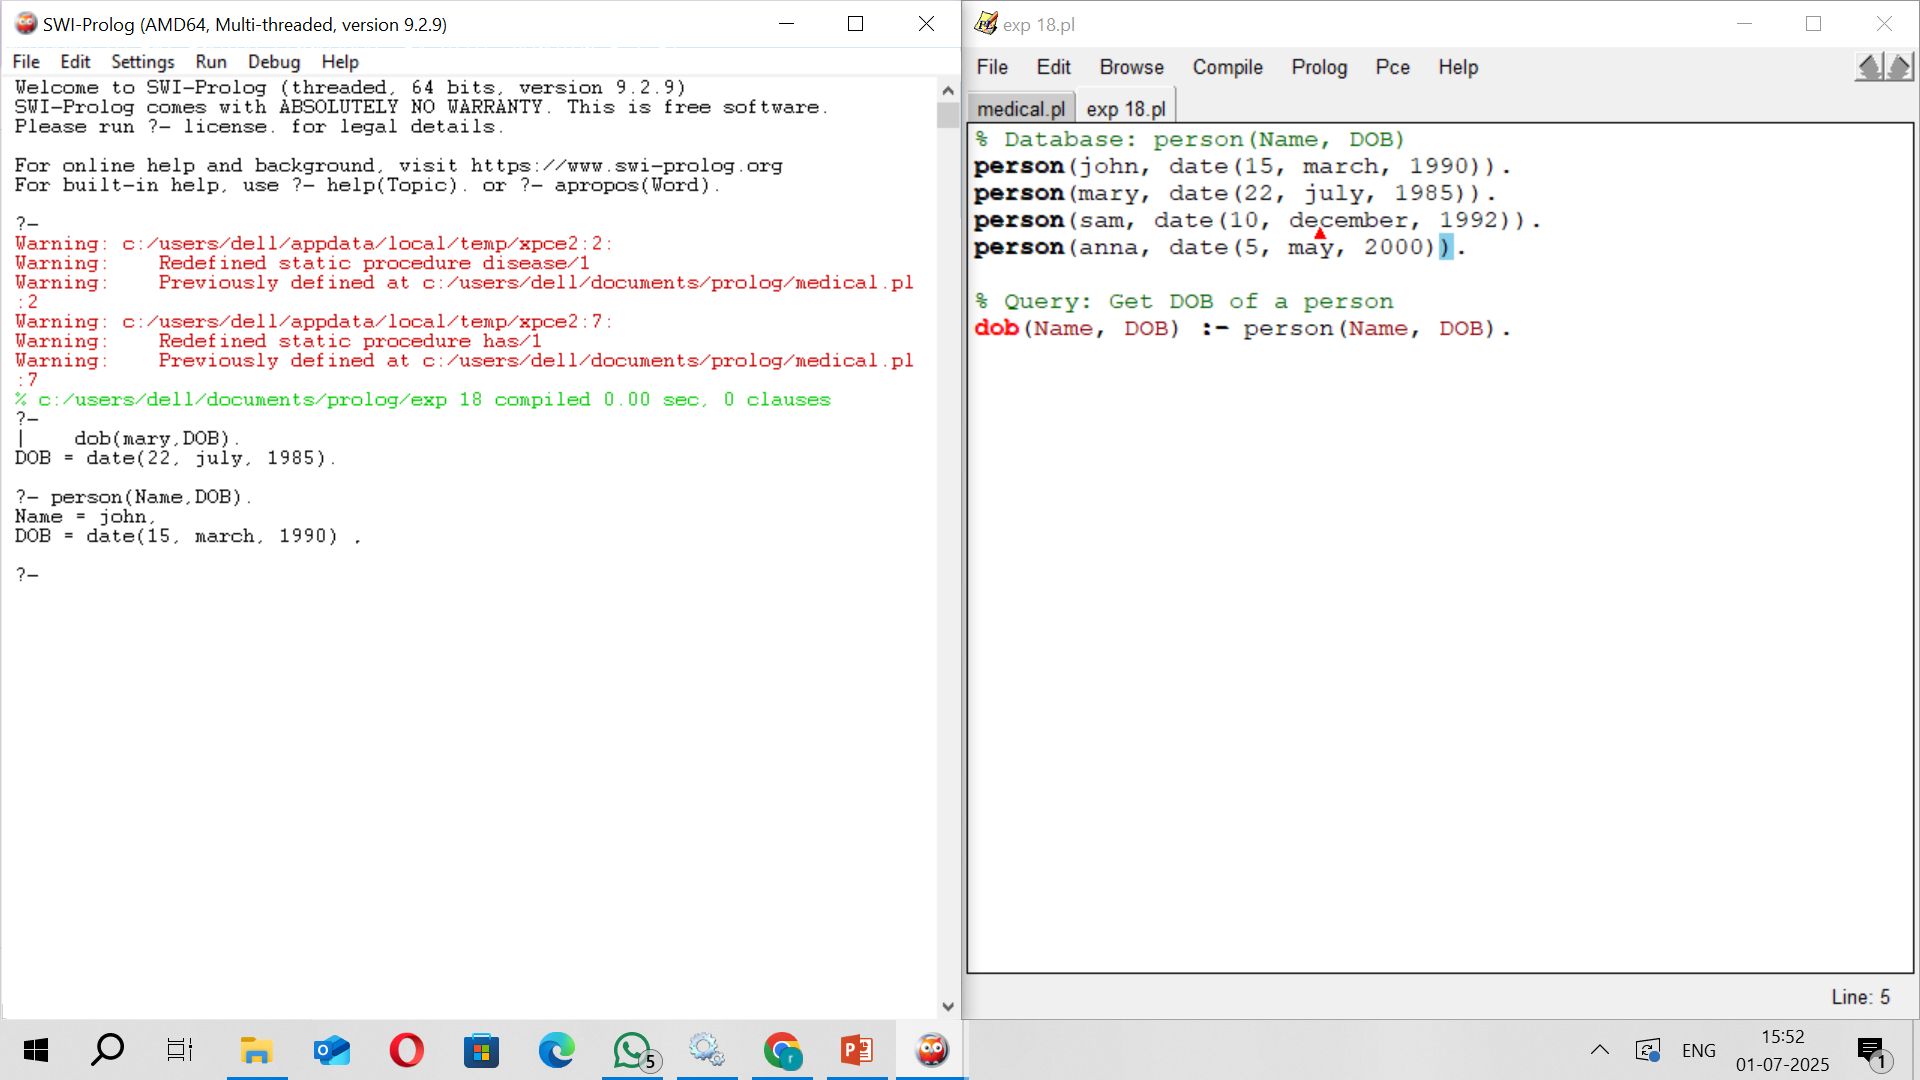 SWI-Prolog (AMD64, Multi-threaded, version 9.2.9)
File Edit Settings Run Debug Help
Welcome to SWI-Prolog (threaded, 64 bits, version 9.2.9)
SWI-Prolog comes with ABSOLUTELY NO WARRANTY. This is free software.
Please run ?- license. for legal details.
For online help and background, visit https://www.swi-prolog.org
For built-in help, use ?- help(Topic). or ?- apropos(Word).
?-
Warning: c:/users/dell/appdata/local/temp/xpce2:2:
Warning:    Redefined static procedure disease/1
Warning:    Previously defined at c:/users/dell/documents/prolog/medical.pl
:2
Warning: c:/users/dell/appdata/local/temp/xpce2:7:
Warning:    Redefined static procedure has/1
Warning:    Previously defined at c:/users/dell/documents/prolog/medical.pl
:7
% c:/users/dell/documents/prolog/exp 18 compiled 0.00 sec, 0 clauses
?-
|    dob(mary,DOB).
DOB = date(22, july, 1985).
?- person(Name,DOB).
Name = john,
DOB = date(15, march, 1990) .
?-
exp 18.pl
File Edit Browse Compile Prolog Pce Help
medical.pl exp 18.pl
% Database: person(Name, DOB)
person(john, date(15, march, 1990)).
person(mary, date(22, july, 1985)).
person(sam, date(10, december, 1992)).
person(anna, date(5, may, 2000)).
% Query: Get DOB of a person
dob(Name, DOB) :- person(Name, DOB).
Line: 5
5
r
ENG
15:52
01-07-2025
1